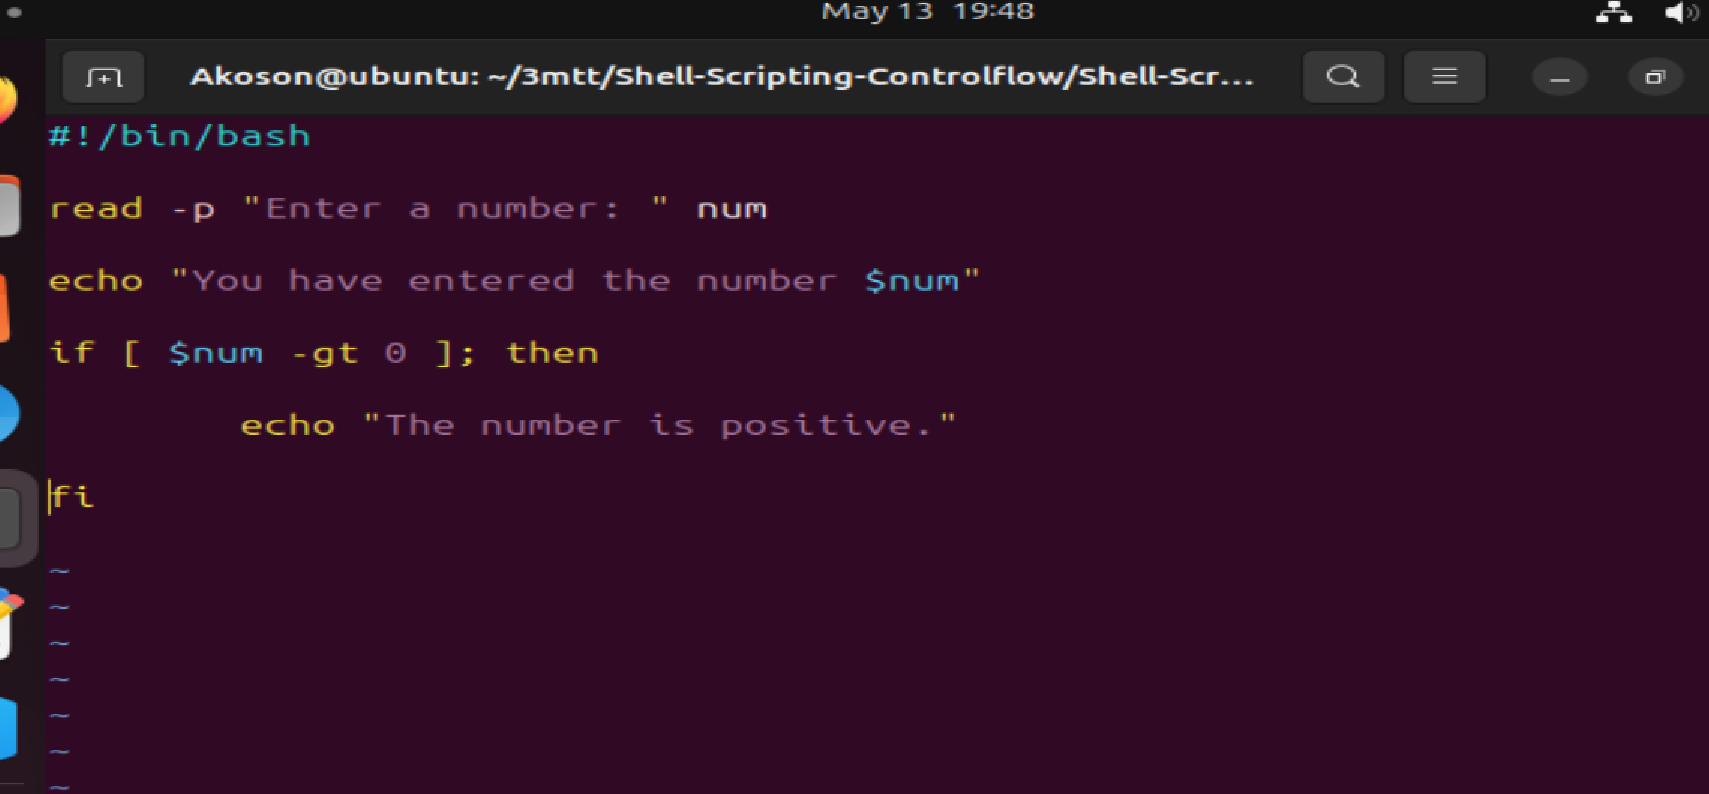 May 13 19:48
Akoson@ubuntu: ~/3mtt/Shell-Scripting-Controlflow/Shell-Scr...
#!/bin/bash
read -p "Enter a number: " num
echo "You have entered the number $num"
if [ $num -gt 0 ]; then
echo "The number is positive."
fi
~
~
~
~
~
~
~